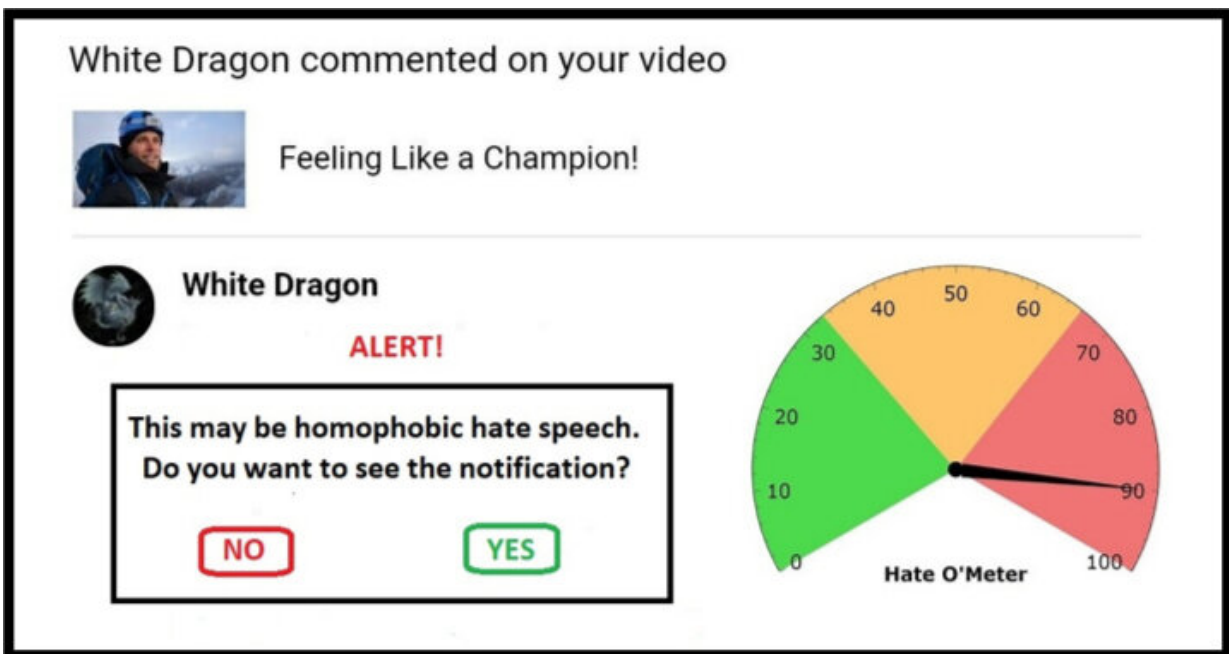 White Dragon commented on your video
Feeling Like a Champion!
White Dragon
ALERT!
This may be homophobic hate speech.
Do you want to see the notification?
NO
YES
0
10
20
30
40
50
60
70
80
90
100
Hate O'Meter